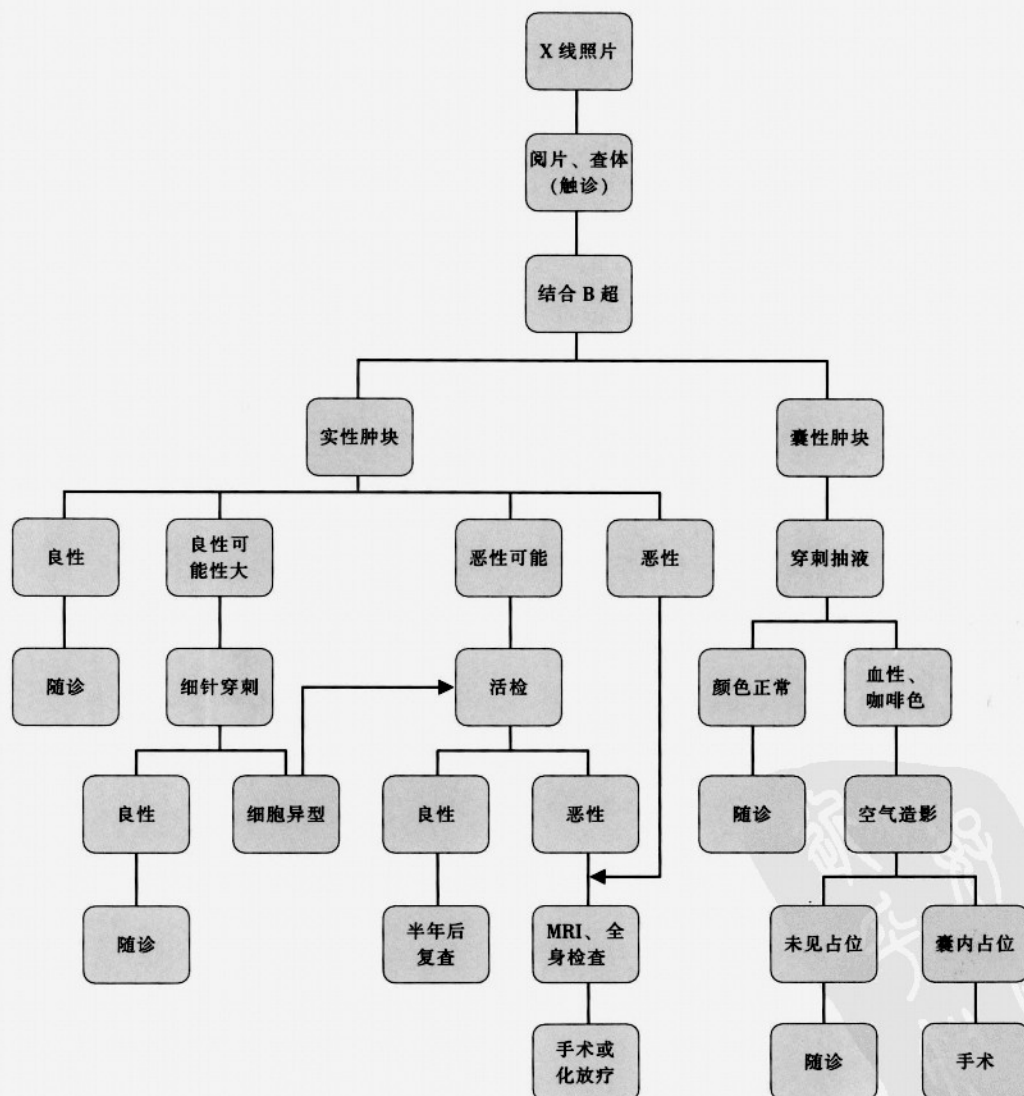 X 线照片
阅片、查体
(触诊)
结合 B 超
实性肿块
囊性肿块
良性
良性可
能性大
恶性可能
恶性
穿刺抽液
随诊
细针穿刺
活检
颜色正常
血性、
咖啡色
良性
细胞异型
良性
恶性
随诊
空气造影
随诊
半年后
复查
MRI、全
身检查
未见占位
囊内占位
手术或
化放疗
随诊
手术